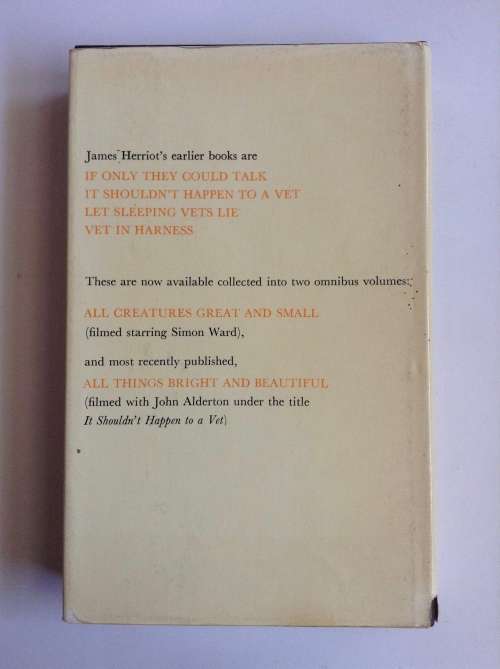 James Herriot's earlier books are
IF ONLY THEY COULD TALK
IT SHOULDN'T HAPPEN TO A VET
LET SLEEPING VETS LIE
VET IN HARNESS
These are now available collected into two omnibus volumes:
ALL CREATURES GREAT AND SMALL
(filmed starring Simon Ward),
and most recently published,
ALL THINGS BRIGHT AND BEAUTIFUL
(filmed with John Alderton under the title
It Shouldn't Happen to a Vet)